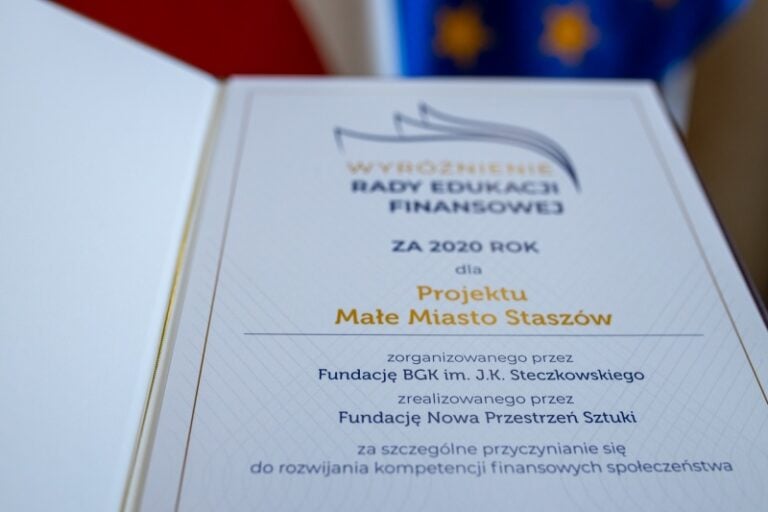 WYRÓŻNIENIE
RADY EDUKACJI
FINANSOWEJ
ZA 2020 ROK
dla
Projektu
Małe Miasto Staszów
zorganizowanego przez
Fundację BGK im. J.K. Steczkowskiego
zrealizowanego przez
Fundację Nowa Przestrzeń Sztuki
za szczególne przyczynianie się
do rozwijania kompetencji finansowych społeczeństwa